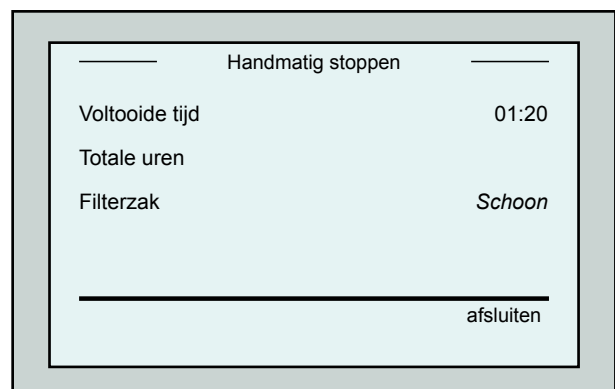 Handmatig stoppen
Voltooide tijd 01:20
Totale uren
Filterzak Schoon
afsluiten